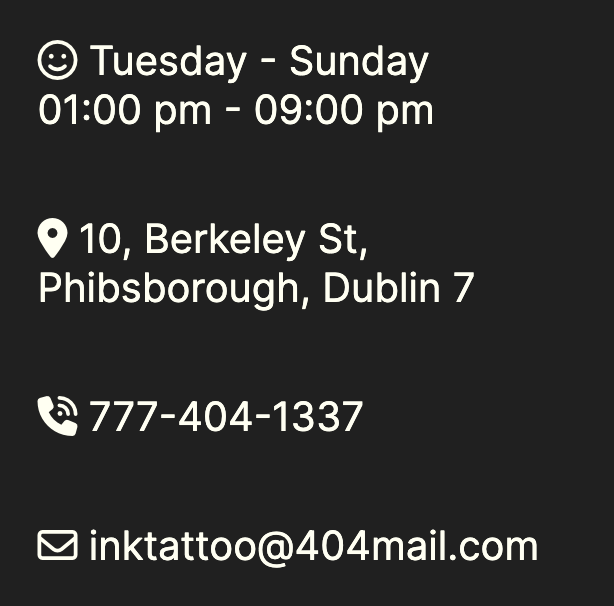 Tuesday - Sunday
01:00 pm - 09:00 pm
10, Berkeley St,
Phibsborough, Dublin 7
777-404-1337
inktattoo@404mail.com